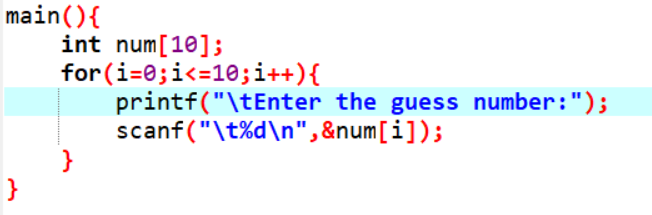 main(){
int num[10];
for(i=0;i<=10;i++){
printf("\tEnter the guess number:");
scanf("\t%d\n",&num[i]);
}
}